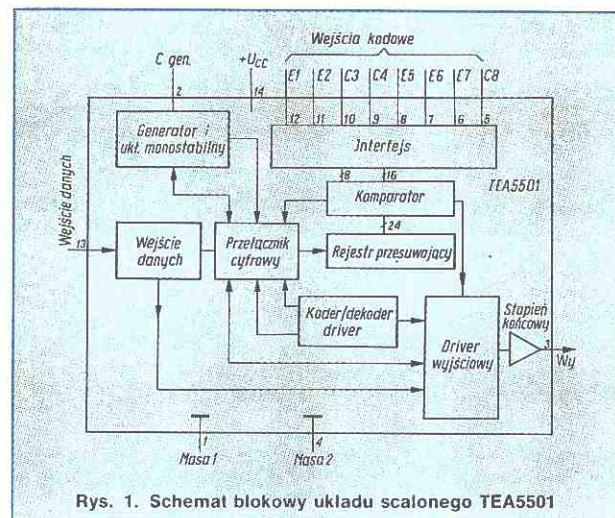 Wejścia kodowe
C gen.
+UCC
E1 E2 C3 C4 E5 E6 E7 C8
2
14
12 11 10 9 8 7 6 5
Generator i
ukł. monostabilny
Interfejs
8
16
TEA5501
Komparator
24
Wejście danych
13
Wejście
danych
Przełącznik
cyfrowy
Rejestr przesuwający
Koder/dekoder
driver
Driver
wyjściowy
Stopień
końcowy
3
Wy
1
Masa 1
4
Masa 2
Rys. 1. Schemat blokowy układu scalonego TEA5501